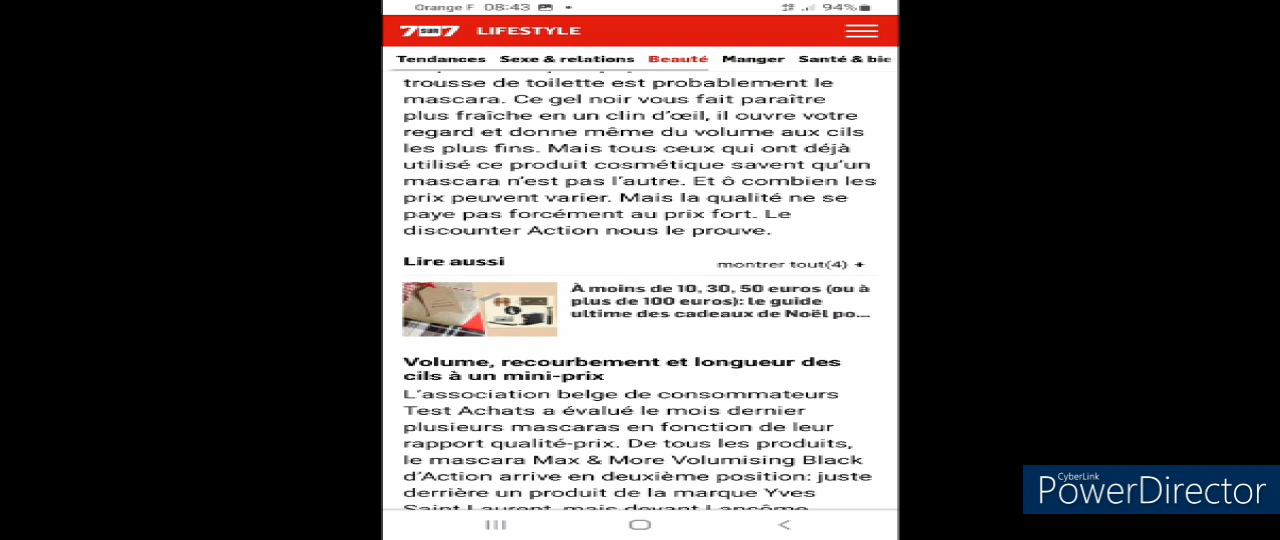 Orange F 08:43 94%
7sur7 LIFESTYLE
Tendances Sexe & relations Beauté Manger Santé & bie
trousse de toilette est probablement le
mascara. Ce gel noir vous fait paraître
plus fraîche en un clin d'œil, il ouvre votre
regard et donne même du volume aux cils
les plus fins. Mais tous ceux qui ont déjà
utilisé ce produit cosmétique savent qu'un
mascara n'est pas l'autre. Et ô combien les
prix peuvent varier. Mais la qualité ne se
paye pas forcément au prix fort. Le
discounter Action nous le prouve.
Lire aussi montrer tout(4) +
À moins de 10, 30, 50 euros (ou à
plus de 100 euros): le guide
ultime des cadeaux de Noël po...
Volume, recourbement et longueur des
cils à un mini-prix
L'association belge de consommateurs
Test Achats a évalué le mois dernier
plusieurs mascaras en fonction de leur
rapport qualité-prix. De tous les produits,
le mascara Max & More Volumising Black
d'Action arrive en deuxième position: juste
derrière un produit de la marque Yves
Saint Laurent, mais devant Lancôme
CyberLink
PowerDirector